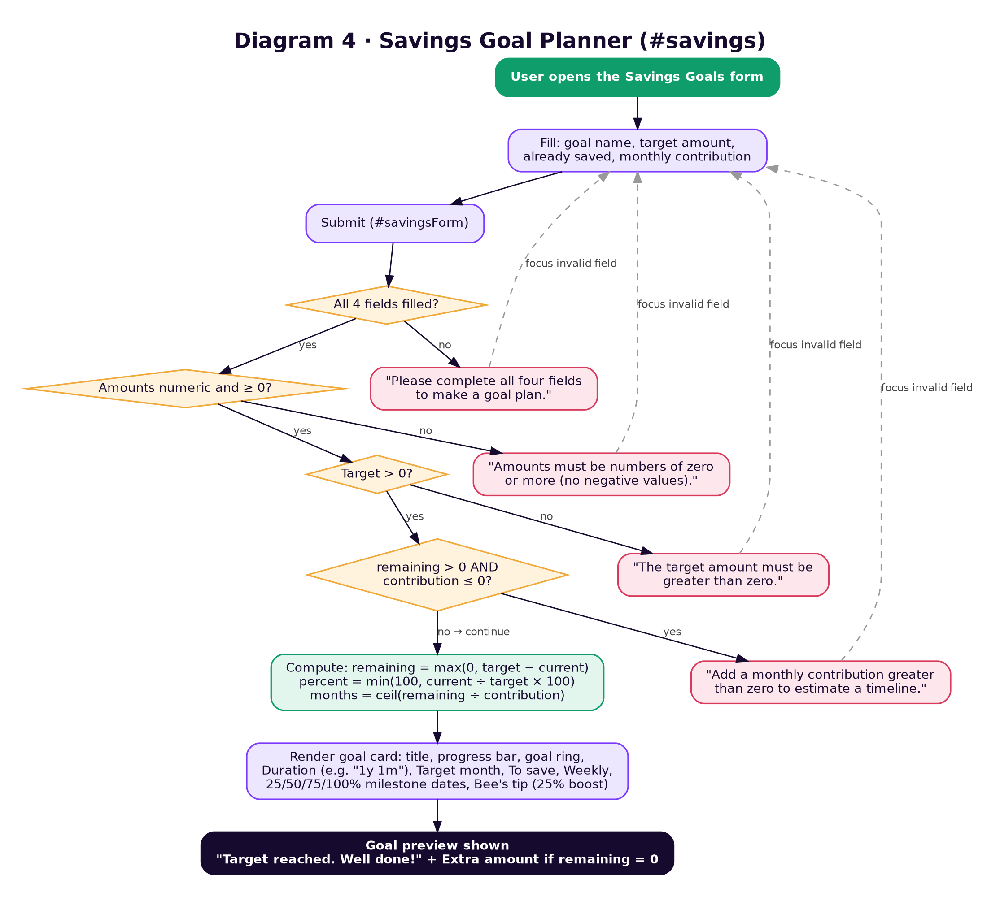 Diagram 4 · Savings Goal Planner (#savings)
User opens the Savings Goals form
Fill: goal name, target amount,
already saved, monthly contribution
Submit (#savingsForm)
focus invalid field
All 4 fields filled?
focus invalid field
yes
no
focus invalid field
Amounts numeric and ≥ 0?
"Please complete all four fields
to make a goal plan."
focus invalid field
yes
no
Target > 0?
"Amounts must be numbers of zero
or more (no negative values)."
yes
no
remaining > 0 AND
contribution ≤ 0?
"The target amount must be
greater than zero."
no → continue
yes
Compute: remaining = max(0, target − current)
percent = min(100, current ÷ target × 100)
months = ceil(remaining ÷ contribution)
"Add a monthly contribution greater
than zero to estimate a timeline."
Render goal card: title, progress bar, goal ring,
Duration (e.g. "1y 1m"), Target month, To save, Weekly,
25/50/75/100% milestone dates, Bee's tip (25% boost)
Goal preview shown
"Target reached. Well done!" + Extra amount if remaining = 0